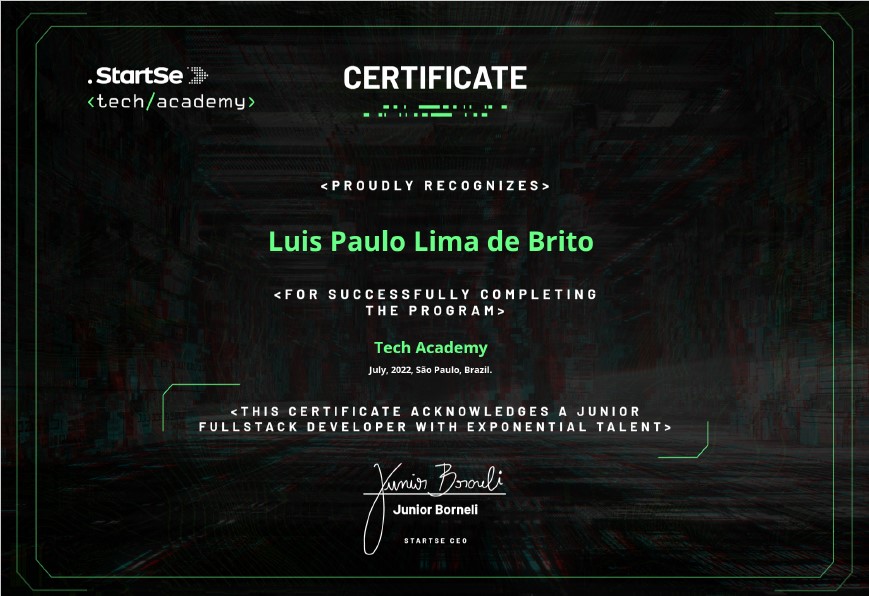 .StartSe
<tech/academy>
CERTIFICATE
<PROUDLY RECOGNIZES>
Luis Paulo Lima de Brito
<FOR SUCCESSFULLY COMPLETING
THE PROGRAM>
Tech Academy
July, 2022, São Paulo, Brazil.
<THIS CERTIFICATE ACKNOWLEDGES A JUNIOR
FULLSTACK DEVELOPER WITH EXPONENTIAL TALENT>
Junior Borneli
Junior Borneli
STARTSE CEO